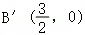 B′ (3/2, 0)